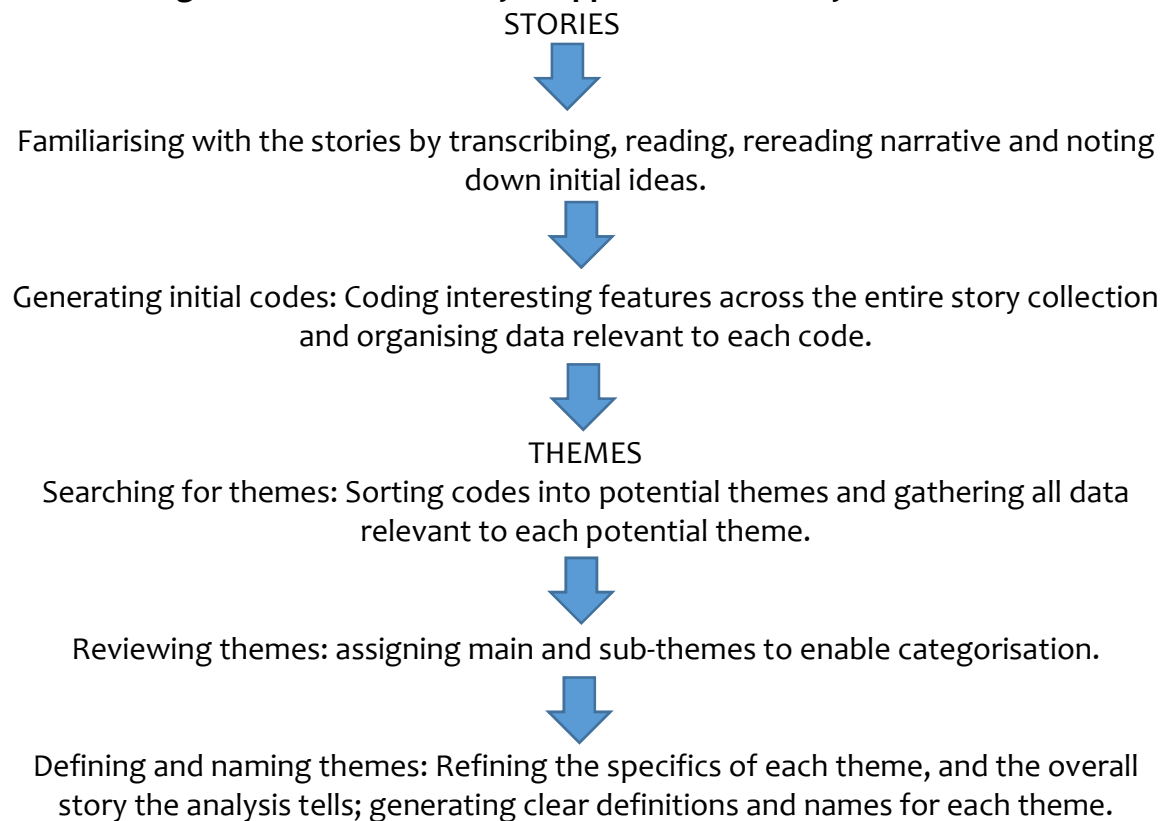 STORIES
Familiarising with the stories by transcribing, reading, rereading narrative and noting
down initial ideas.
Generating initial codes: Coding interesting features across the entire story collection
and organising data relevant to each code.
THEMES
Searching for themes: Sorting codes into potential themes and gathering all data
relevant to each potential theme.
Reviewing themes: assigning main and sub-themes to enable categorisation.
Defining and naming themes: Refining the specifics of each theme, and the overall
story the analysis tells; generating clear definitions and names for each theme.